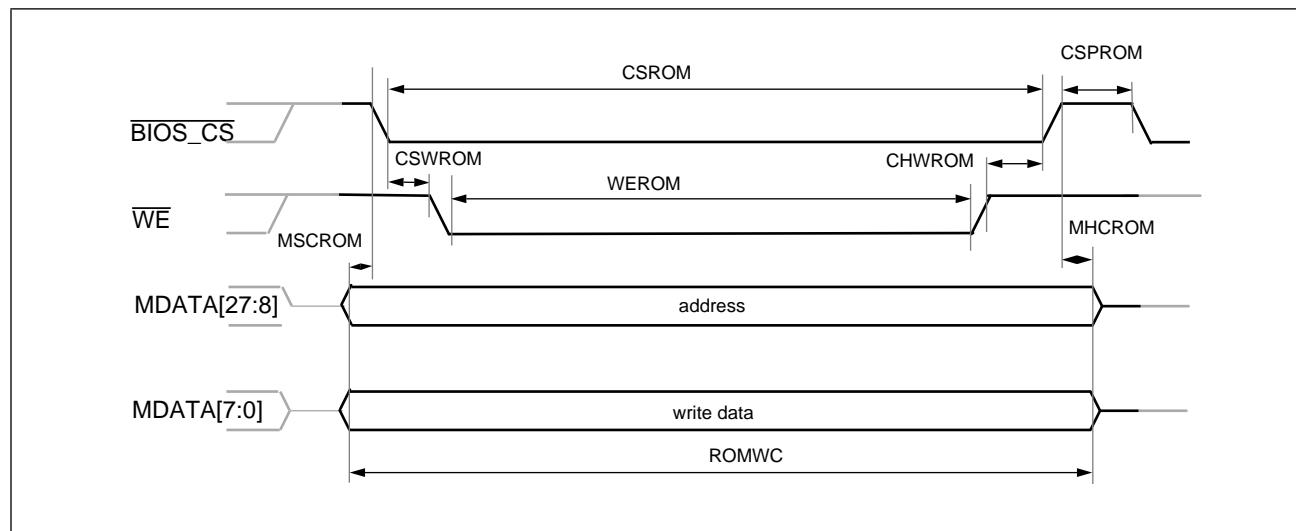 CSROM
CSPROM
BIOS_CS
CSWROM
CHWROM
WEROM
WE
MSCROM
MHCROM
MDATA[27:8]
address
MDATA[7:0]
write data
ROMWC